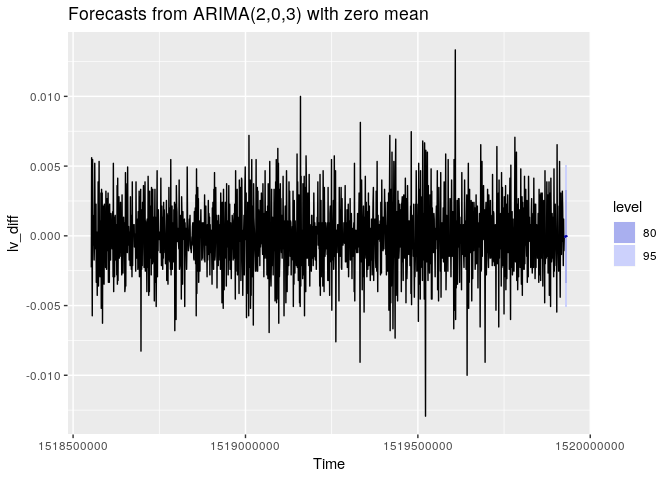 Forecasts from ARIMA(2,0,3) with zero mean
0.010
0.005
0.000
-0.005
-0.010
lv_diff
1518500000 1519000000 1519500000 1520000000
Time
level
80
95